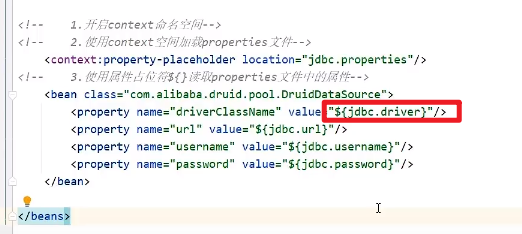 <!--    1.开启context命名空间-->
<!--    2.使用context空间加载properties文件-->
<context:property-placeholder location="jdbc.properties"/>
<!--    3.使用属性占位符${}读取properties文件中的属性-->
<bean class="com.alibaba.druid.pool.DruidDataSource">
<property name="driverClassName" value="${jdbc.driver}"/>
<property name="url" value="${jdbc.url}"/>
<property name="username" value="${jdbc.username}"/>
<property name="password" value="${jdbc.password}"/>
</bean>
</beans>